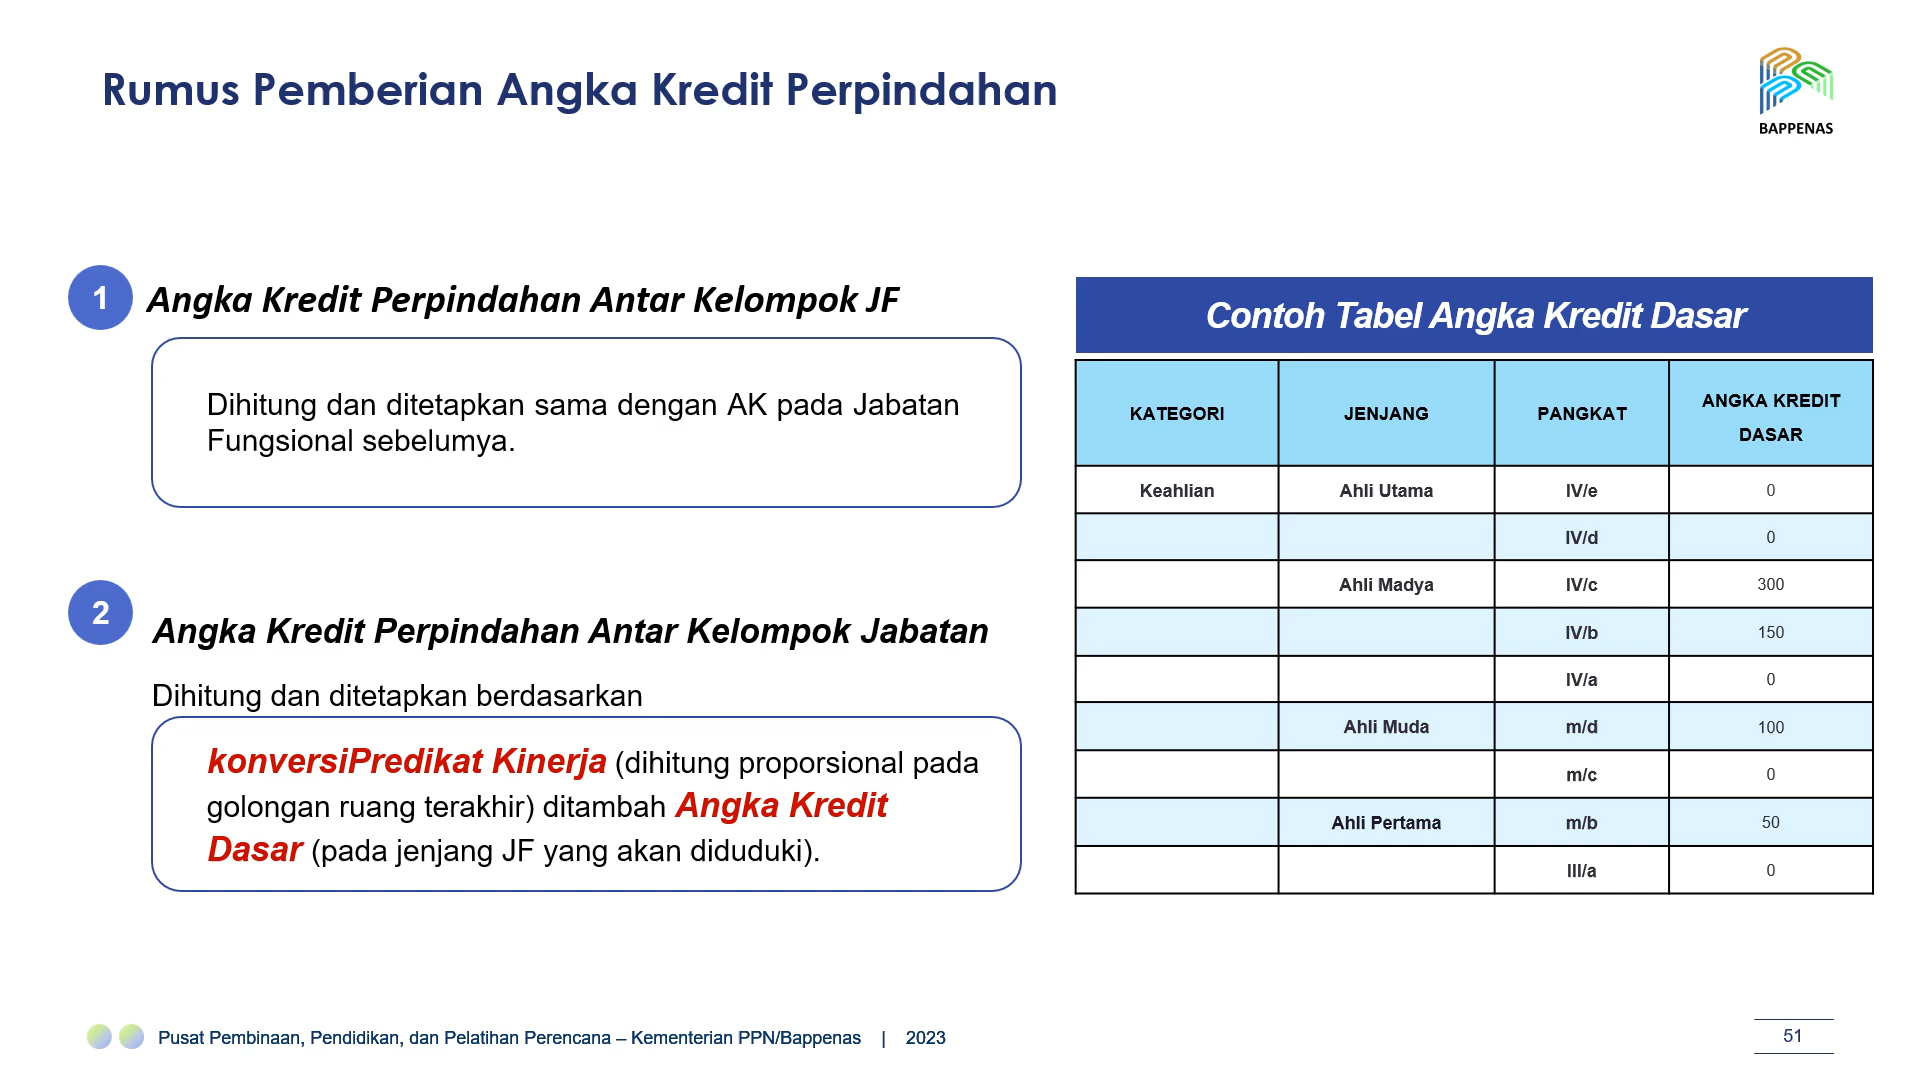 Rumus Pemberian Angka Kredit Perpindahan
BAPPENAS
1
Angka Kredit Perpindahan Antar Kelompok JF
Dihitung dan ditetapkan sama dengan AK pada Jabatan
Fungsional sebelumya.
2
Angka Kredit Perpindahan Antar Kelompok Jabatan
Dihitung dan ditetapkan berdasarkan
konversiPredikat Kinerja (dihitung proporsional pada
golongan ruang terakhir) ditambah Angka Kredit
Dasar (pada jenjang JF yang akan diduduki).
Contoh Tabel Angka Kredit Dasar
KATEGORI JENJANG PANGKAT ANGKA KREDIT
DASAR
Keahlian Ahli Utama IV/e 0
IV/d 0
Ahli Madya IV/c 300
IV/b 150
IV/a 0
Ahli Muda m/d 100
m/c 0
Ahli Pertama m/b 50
III/a 0
Pusat Pembinaan, Pendidikan, dan Pelatihan Perencana – Kementerian PPN/Bappenas | 2023
51